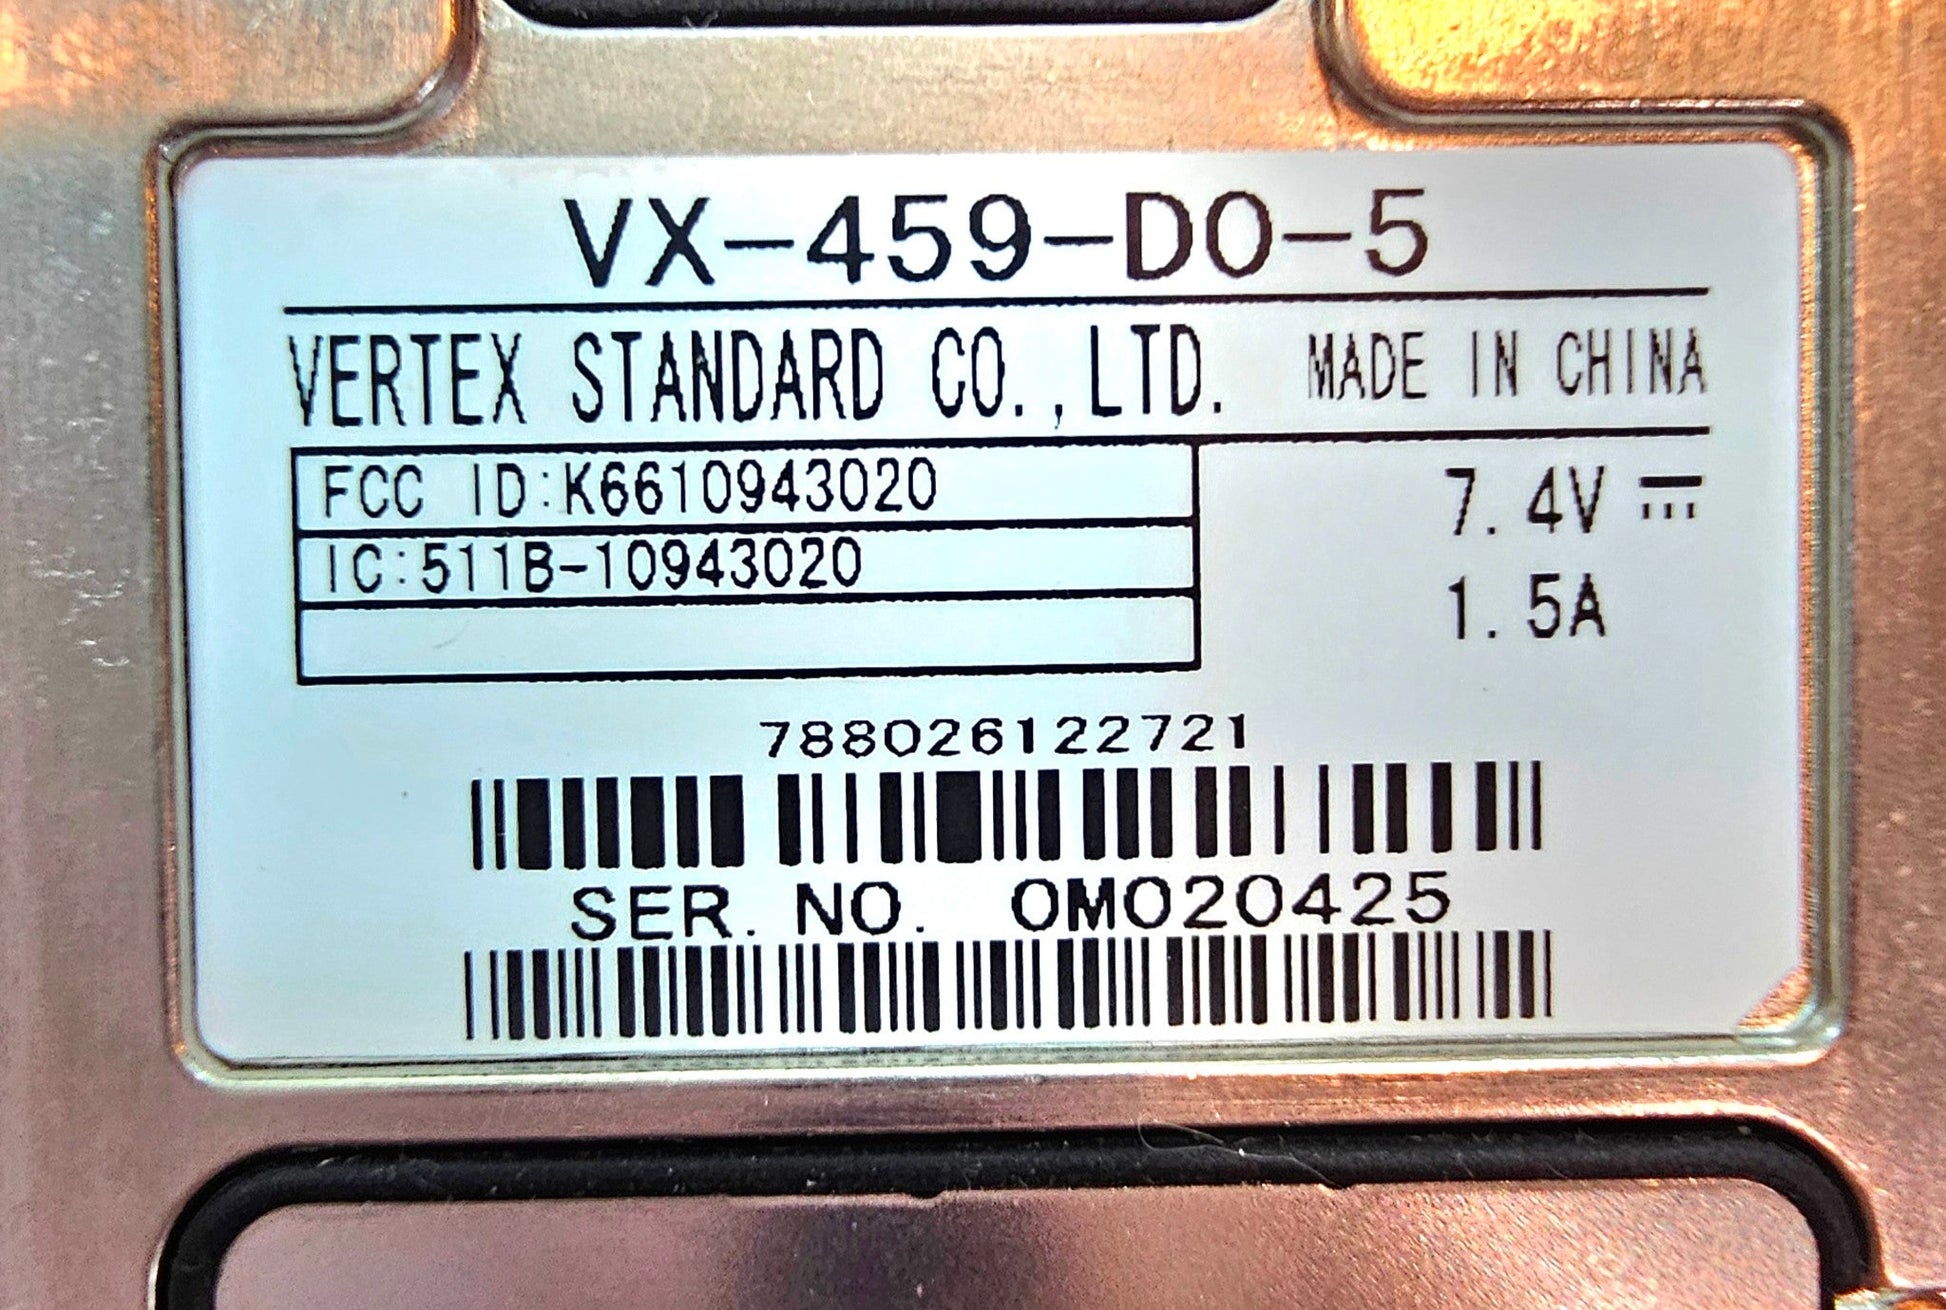 VX-459-D0-5
VERTEX STANDARD CO.,LTD. MADE IN CHINA
FCC ID:K6610943020 7.4V
IC:511B-10943020 1.5A
788026122721
SER. NO. 0M020425